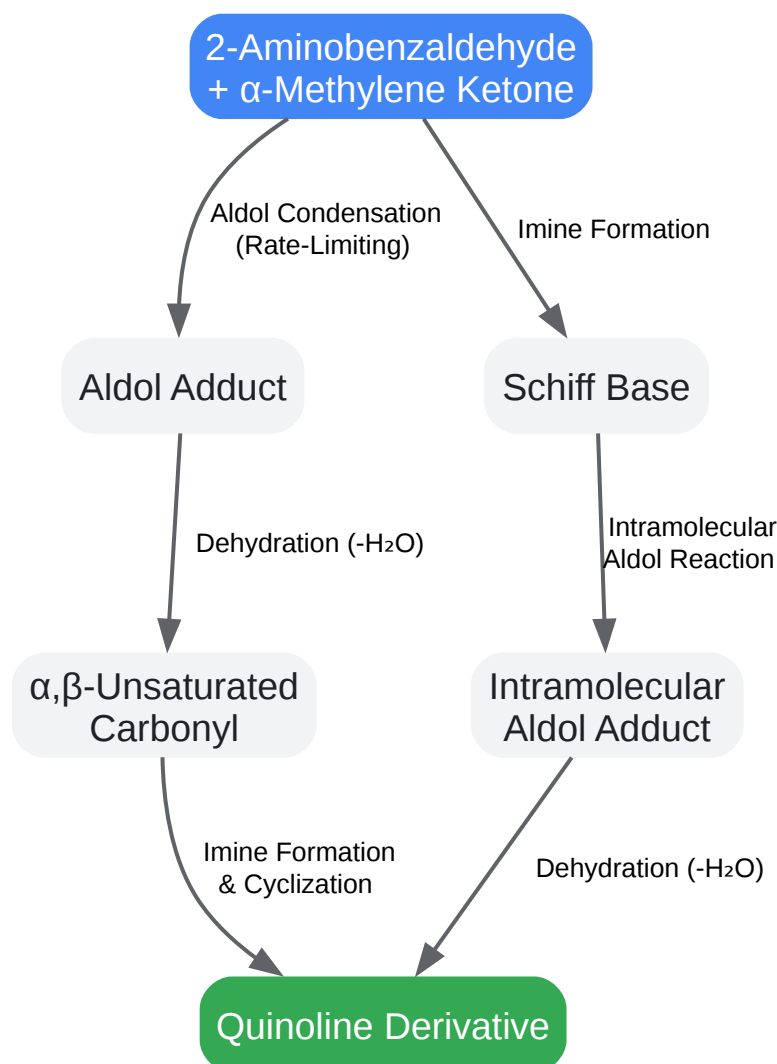 2-Aminobenzaldehyde
+ α-Methylene Ketone
Aldol Condensation
(Rate-Limiting)
Imine Formation
Aldol Adduct
Schiff Base
Dehydration (-H₂O)
Intramolecular
Aldol Reaction
α,β-Unsaturated
Carbonyl
Intramolecular
Aldol Adduct
Imine Formation
& Cyclization
Dehydration (-H₂O)
Quinoline Derivative